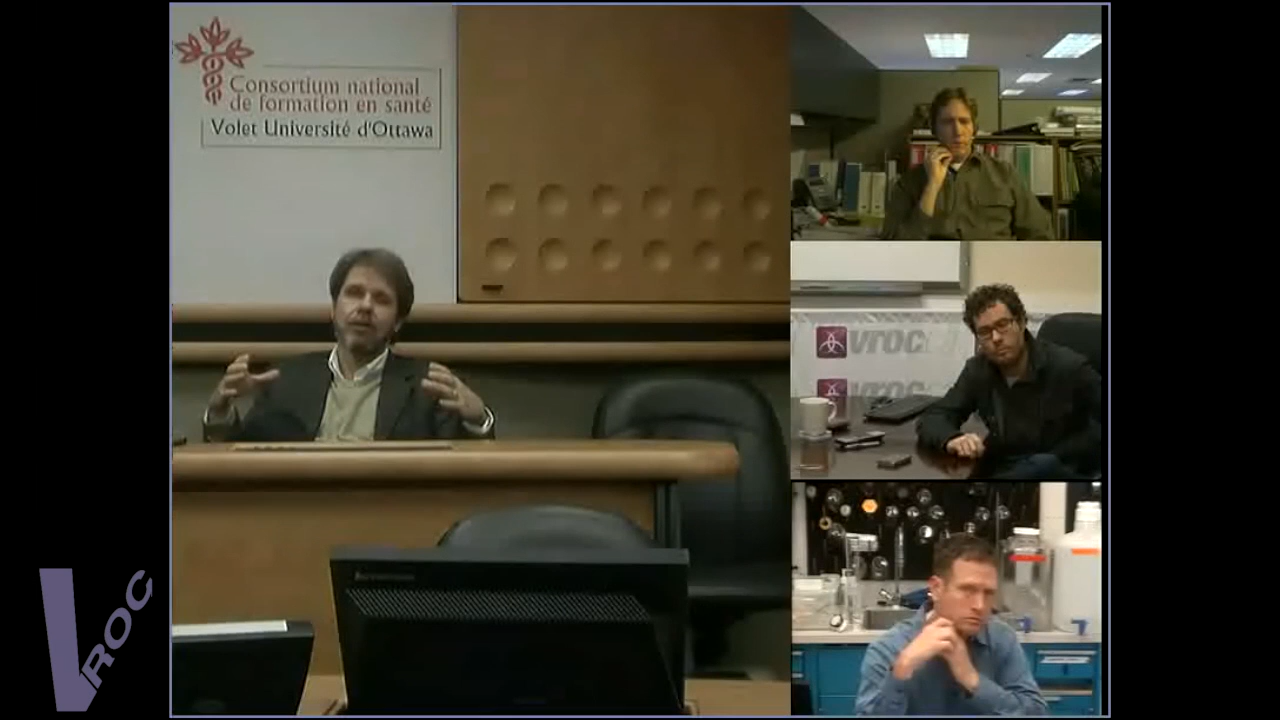 Consortium national
de formation en santé
Volet Université d'Ottawa
vroc
vroc
lenovo
VROC